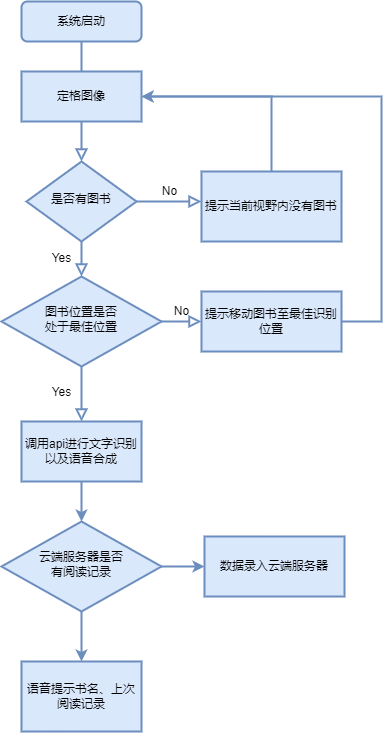 系统启动
定格图像
是否有图书
No
提示当前视野内没有图书
Yes
图书位置是否
处于最佳位置
No
提示移动图书至最佳识别
位置
Yes
调用api进行文字识别
以及语音合成
云端服务器是否
有阅读记录
数据录入云端服务器
语音提示书名、上次
阅读记录